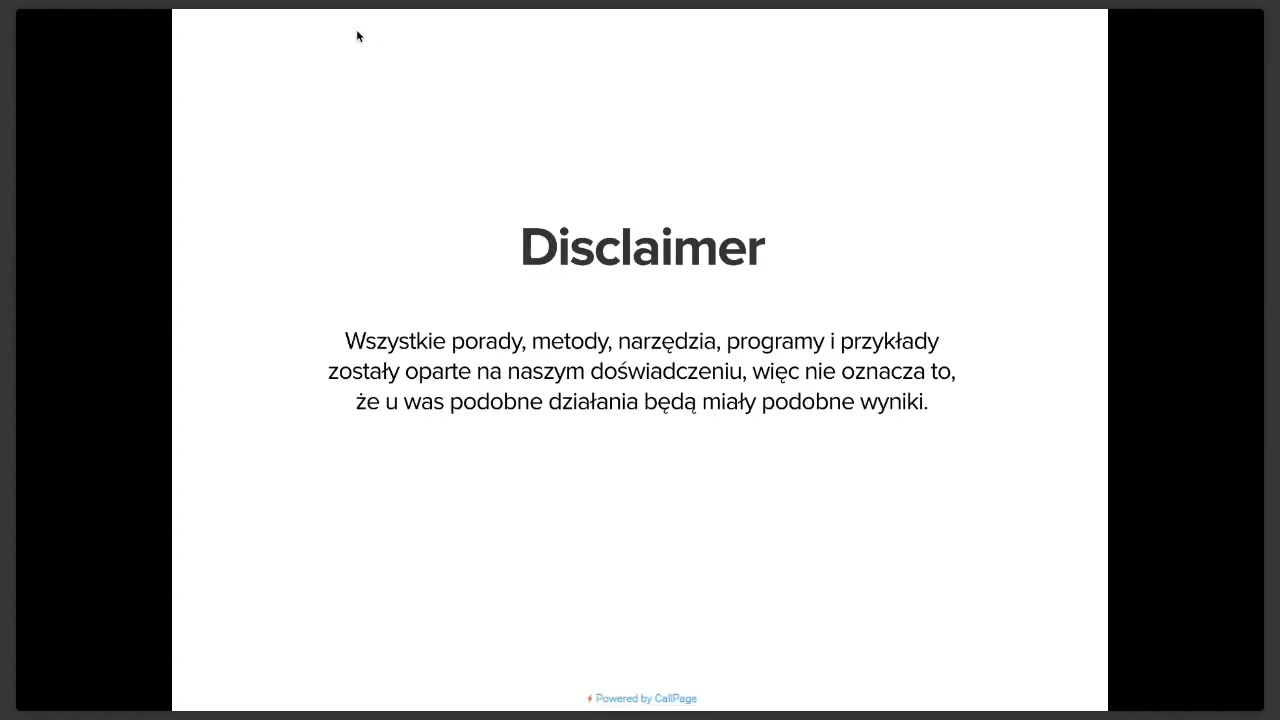 Disclaimer
Wszystkie porady, metody, narzędzia, programy i przykłady
zostały oparte na naszym doświadczeniu, więc nie oznacza to,
że u was podobne działania będą miały podobne wyniki.
Powered by CallPage